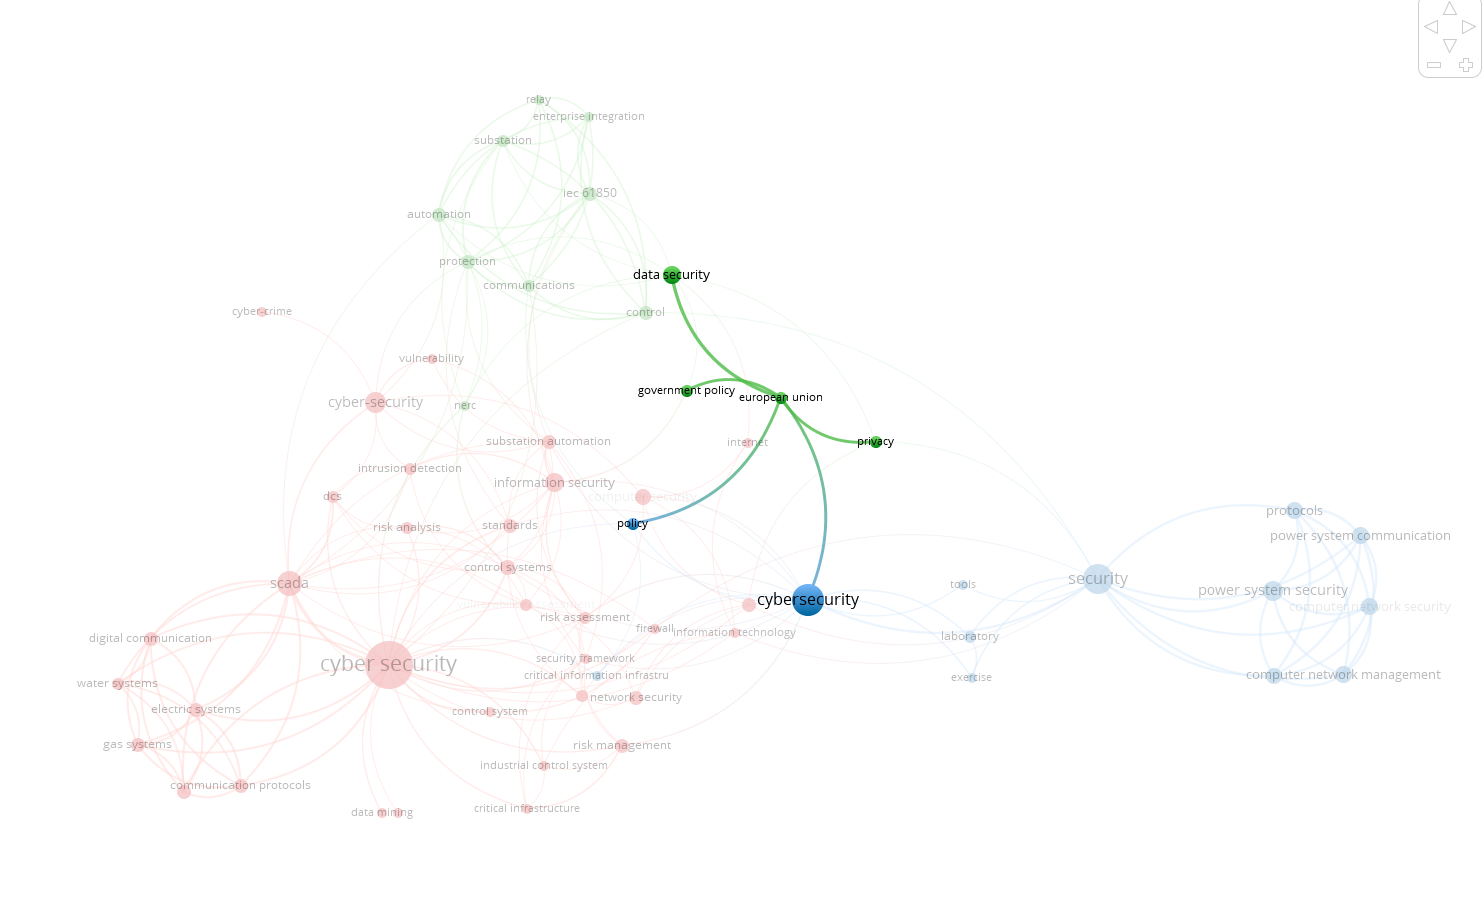 relay
enterprise integration
substation
iec 61850
automation
protection
data security
communications
control
cyber-crime
vulnerability
government policy
european union
cyber-security
nerc
substation automation
internet
privacy
intrusion detection
information security
dcs
computer security
protocols
policy
risk analysis
standards
power system communication
control systems
security
scada
tools
power system security
cybersecurity
computer network security
risk assessment
firewall
information technology
digital communication
laboratory
security framework
cyber security
critical information infrastru
exercise
computer network management
water systems
network security
electric systems
control system
gas systems
risk management
industrial control system
communication protocols
critical infrastructure
data mining